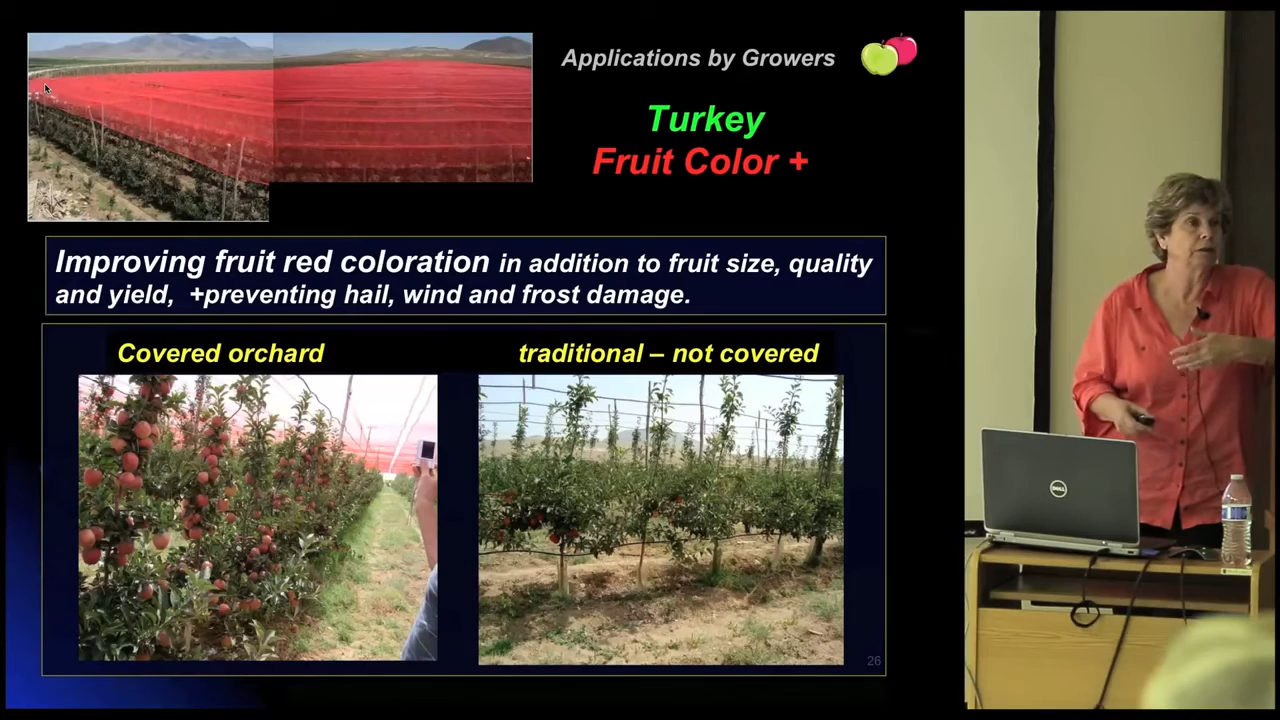 Applications by Growers
Turkey
Fruit Color +
Improving fruit red coloration in addition to fruit size, quality
and yield, +preventing hail, wind and frost damage.
Covered orchard
traditional – not covered
26
DELL